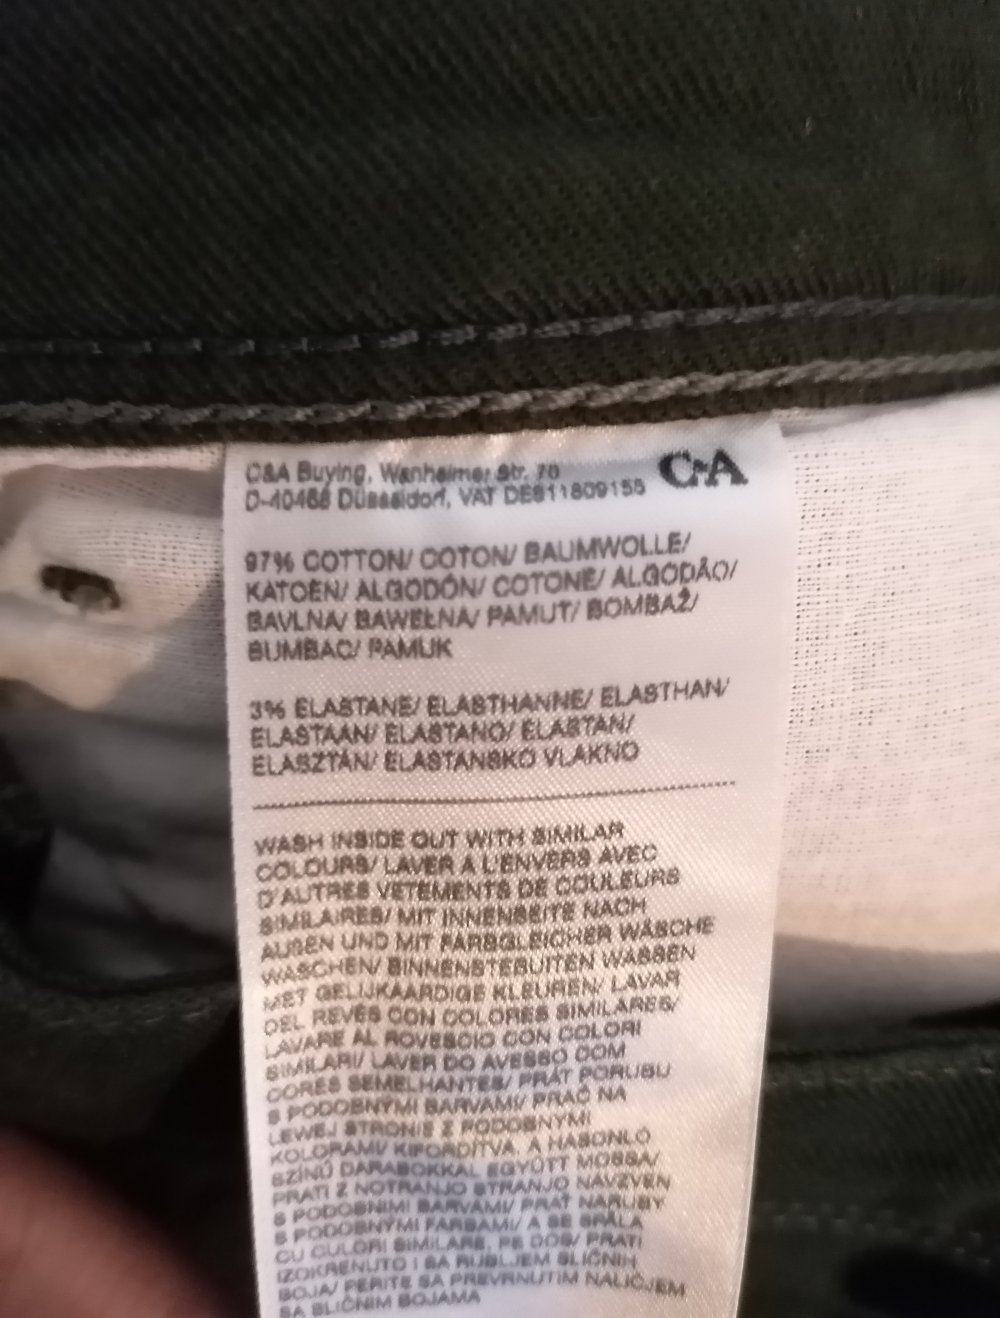 C&A Buying, Wanheimer Str. 70
D-40468 Düsseldorf, VAT DE811809155
C&A
97% COTTON/ COTON/ BAUMWOLLE/
KATOEN/ ALGODÓN/ COTONE/ ALGODÃO/
BAVLNA/ BAWEŁNA/ PAMUT/ BOMBAŽ/
BUMBAC/ PAMUK
3% ELASTANE/ ELASTHANNE/ ELASTHAN/
ELASTAAN/ ELASTANO/ ELASTAN/
ELASZTÁN/ ELASTANSKO VLAKNO
WASH INSIDE OUT WITH SIMILAR
COLOURS/ LAVER A L'ENVERS AVEC
D'AUTRES VETEMENTS DE COULEURS
SIMILAIRES/ MIT INNENSEITE NACH
AUßEN UND MIT FARBGLEICHER WÄSCHE
WASCHEN/ BINNENSTEBUITEN WASSEN
MET GELIJKAARDIGE KLEUREN/ LAVAR
DEL REVÉS CON COLORES SIMILARES/
LAVARE AL ROVESCIO CON COLORI
SIMILARI/ LAVER DO AVESSO COM
CORES SEMELHANTES/ PRÁT PORUBU
S PODOBNÝMI BARVAMI/ PRAĆ NA
LEWEJ STRONIE Z PODOBNYMI
KOLORAMI/ KIFORDÍTVA, A HASONLÓ
SZÍNŰ DARABOKKAL EGYÜTT MOSSA/
PRATI Z NOTRANJO STRANJO NAVZVEN
S PODOBNIMI BARVAMI/ PRAŤ NARUBY
S PODOBNÝMI FARBAMI/ A SE SPĂLA
CU CULORI SIMILARE, PE DOS/ PRATI
IZOKRENUTO I SA RUBLJEM SLIČNIH
BOJA/ PERITE SA PREVRNUTIM NALIČJEM
SA SLIČNIM BOJAMA